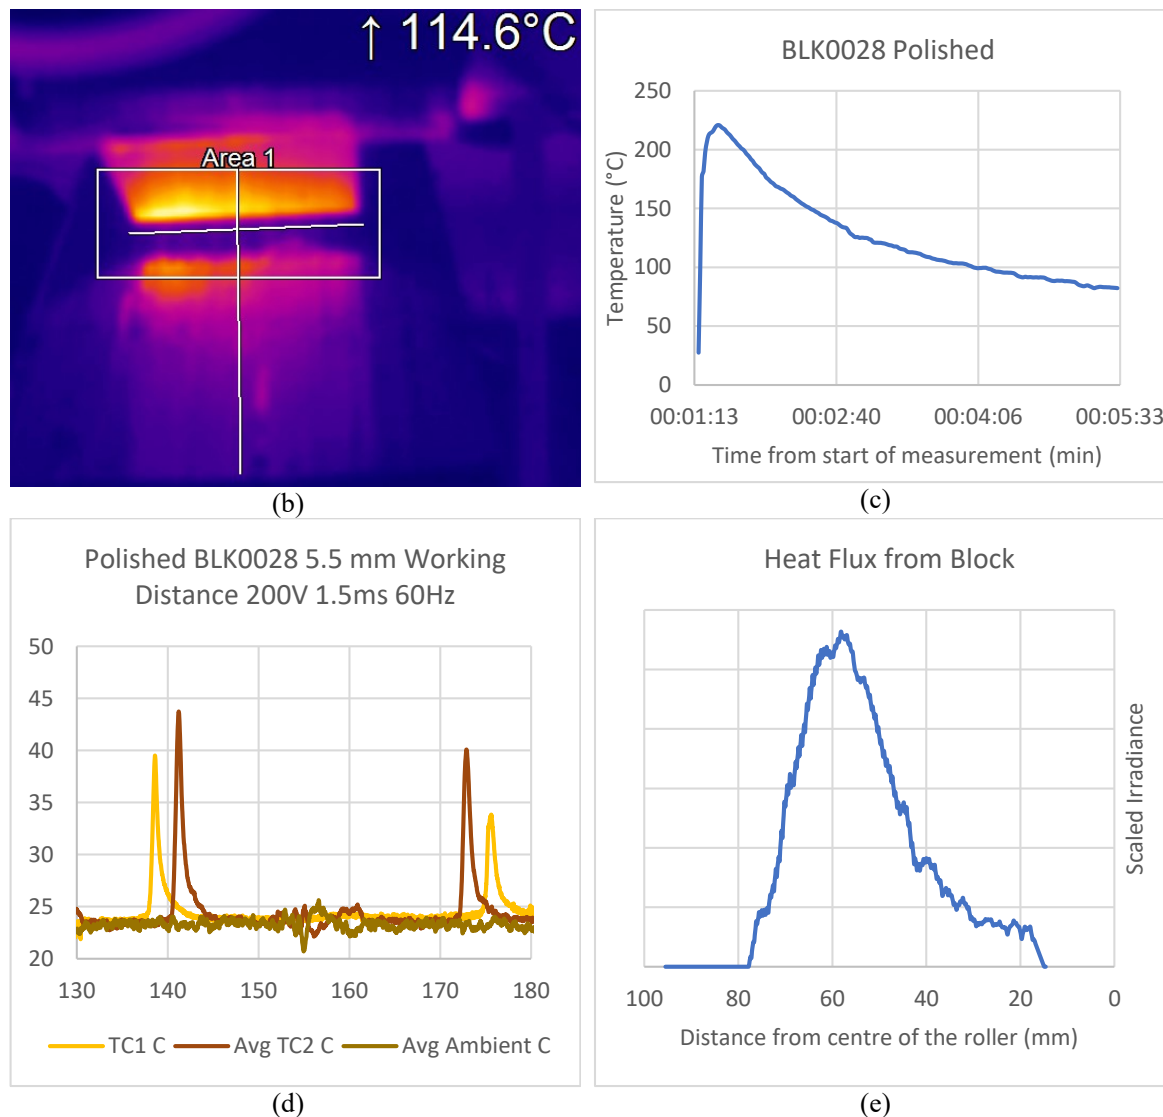 ↑ 114.6°C
Area 1
(b)
BLK0028 Polished
Temperature (°C)
250
200
150
100
50
0
00:01:13 00:02:40 00:04:06 00:05:33
Time from start of measurement (min)
(c)
Polished BLK0028 5.5 mm Working
Distance 200V 1.5ms 60Hz
50
45
40
35
30
25
20
130 140 150 160 170 180
TC1 C Avg TC2 C Avg Ambient C
(d)
Heat Flux from Block
Scaled Irradiance
100 80 60 40 20 0
Distance from centre of the roller (mm)
(e)